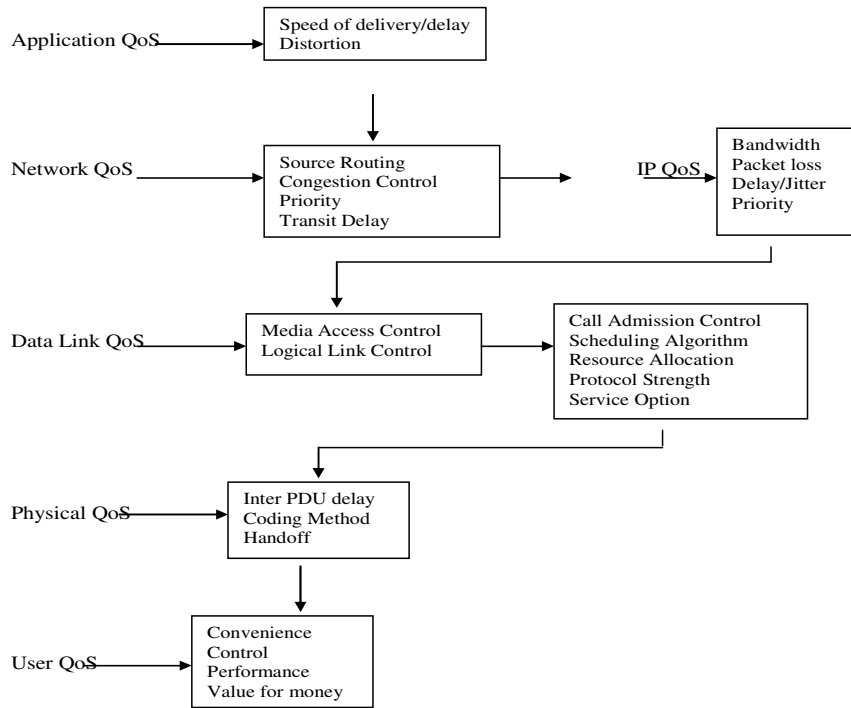 Application QoS
Speed of delivery/delay
Distortion
Network QoS
Source Routing
Congestion Control
Priority
Transit Delay
IP QoS
Bandwidth
Packet loss
Delay/Jitter
Priority
Data Link QoS
Media Access Control
Logical Link Control
Call Admission Control
Scheduling Algorithm
Resource Allocation
Protocol Strength
Service Option
Physical QoS
Inter PDU delay
Coding Method
Handoff
User QoS
Convenience
Control
Performance
Value for money